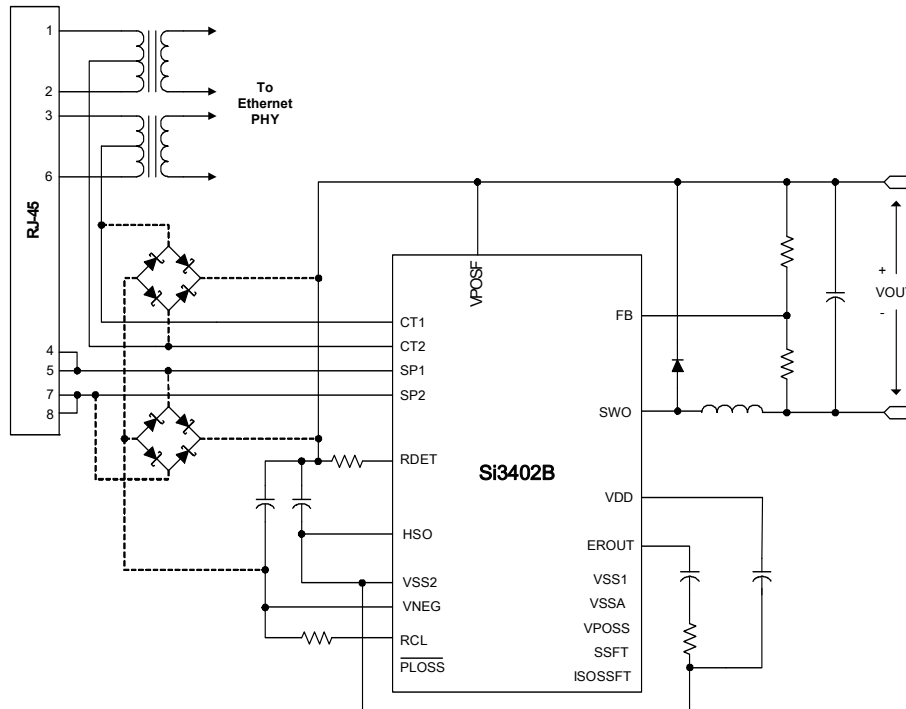 1
2
3
6
RJ-45
4
5
7
8
To
Ethernet
PHY
VPOSF
CT1
CT2
SP1
SP2
RDET
HSO
VSS2
VNEG
RCL
PLOSS
Si3402B
FB
SWO
VDD
EROUT
VSS1
VSSA
VPOSS
SSFT
ISOSSFT
+
VOUT
-